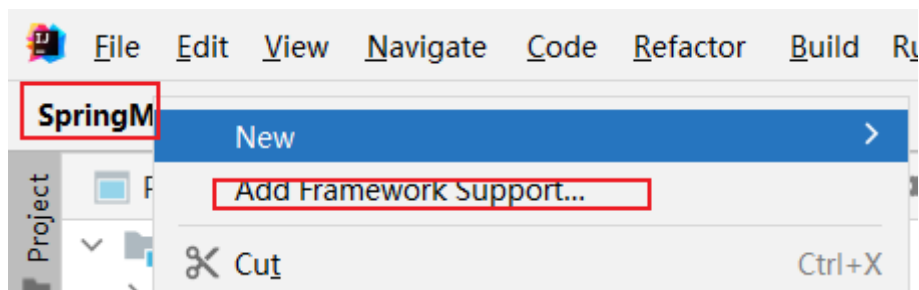 File Edit View Navigate Code Refactor Build
SpringM
New
Add Framework Support...
Project
Cut Ctrl+X